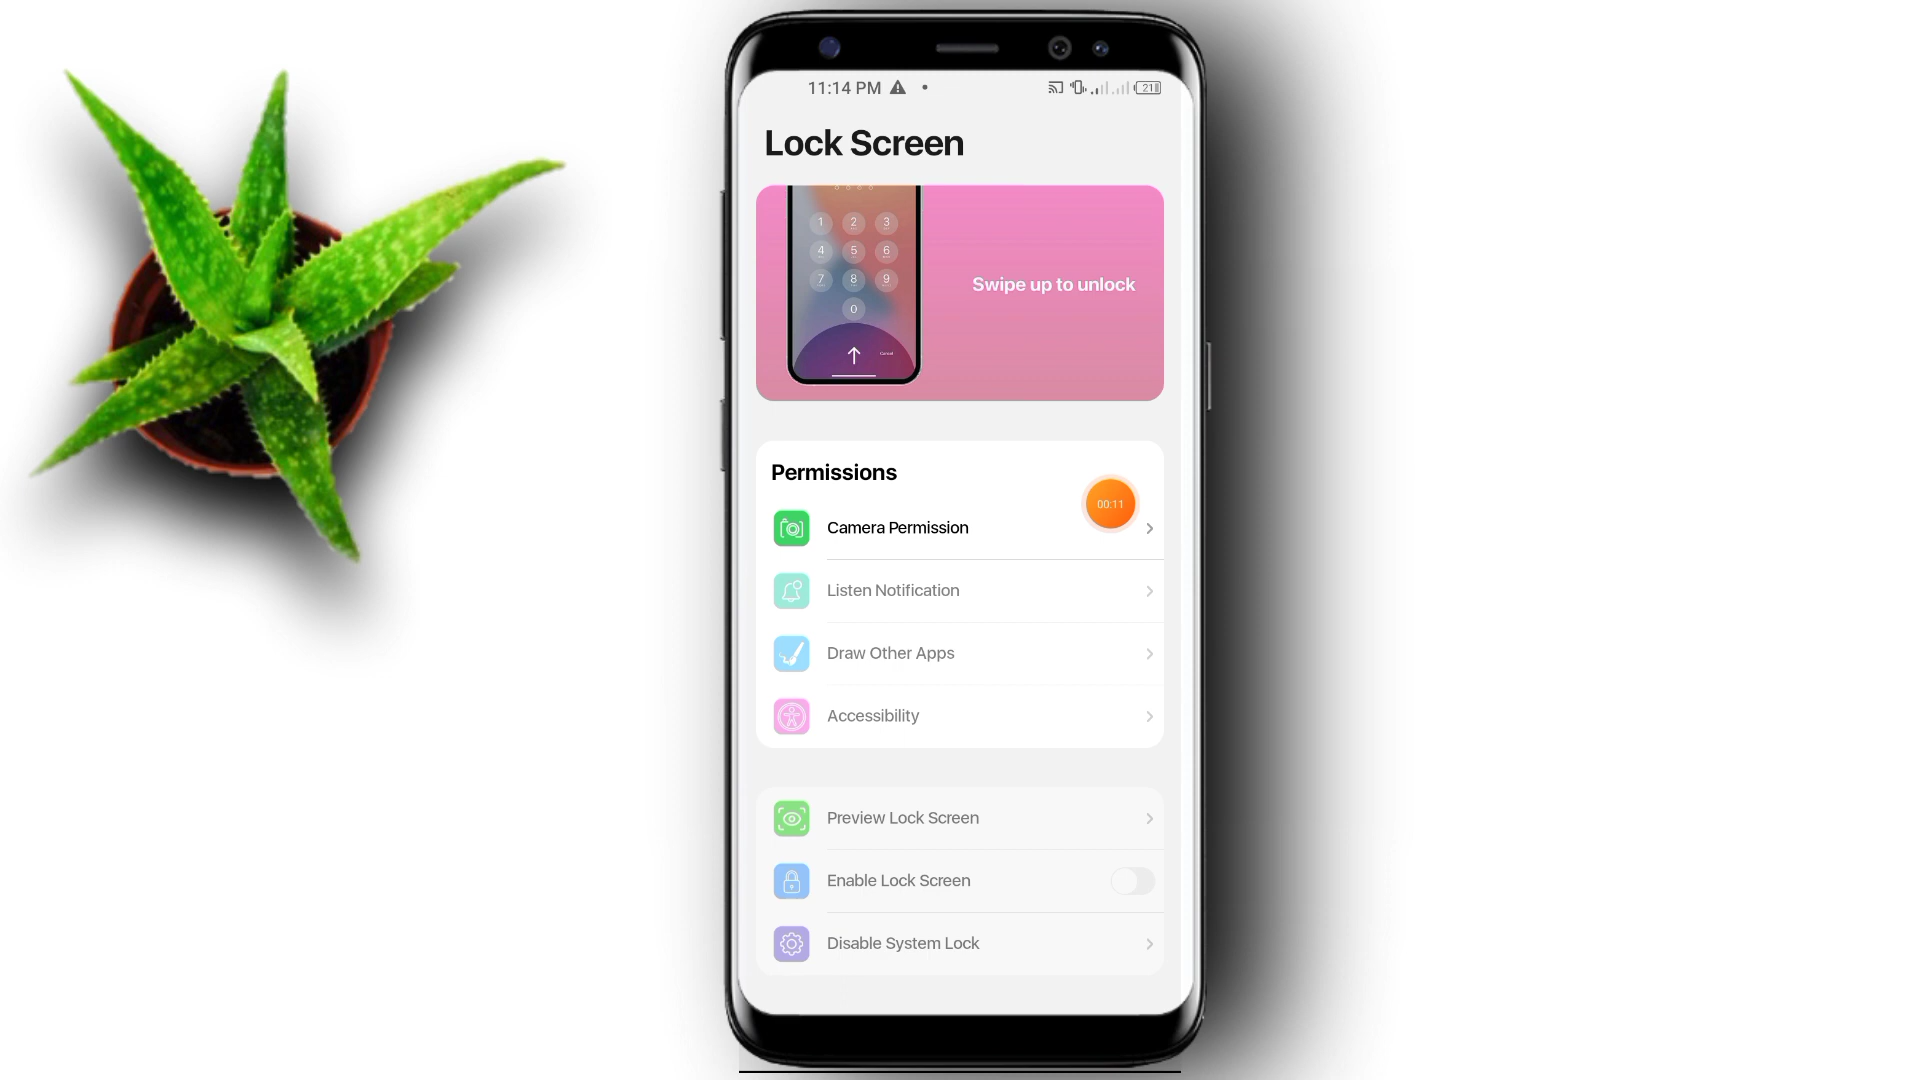 11:14 PM
21
Lock Screen
1 2 3
4 5 6
7 8 9
0
Cancel
Swipe up to unlock
Permissions
00:11
Camera Permission
Listen Notification
Draw Other Apps
Accessibility
Preview Lock Screen
Enable Lock Screen
Disable System Lock